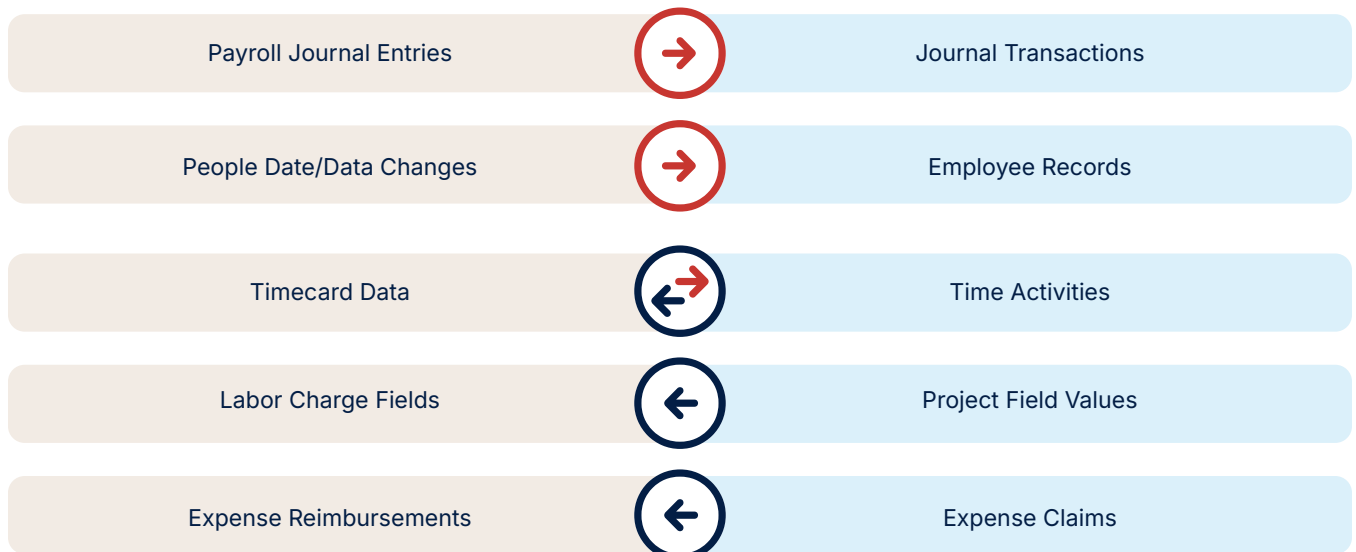 Payroll Journal Entries
Journal Transactions
People Date/Data Changes
Employee Records
Timecard Data
Time Activities
Labor Charge Fields
Project Field Values
Expense Reimbursements
Expense Claims